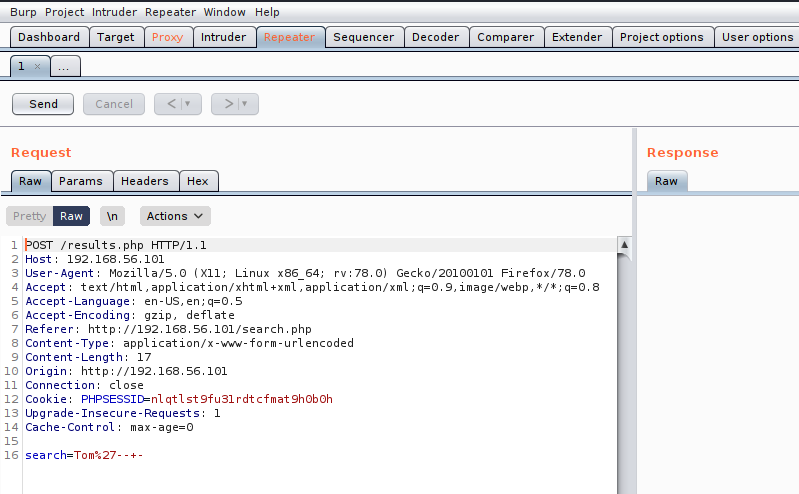 Burp Project Intruder Repeater Window Help
Dashboard Target Proxy Intruder Repeater Sequencer Decoder Comparer Extender Project options User options
1 × ...
Send Cancel < ▼ > ▼
Request Response
Raw Params Headers Hex Raw
Pretty Raw \n Actions
1 POST /results.php HTTP/1.1
2 Host: 192.168.56.101
3 User-Agent: Mozilla/5.0 (X11; Linux x86_64; rv:78.0) Gecko/20100101 Firefox/78.0
4 Accept: text/html,application/xhtml+xml,application/xml;q=0.9,image/webp,*/*;q=0.8
5 Accept-Language: en-US,en;q=0.5
6 Accept-Encoding: gzip, deflate
7 Referer: http://192.168.56.101/search.php
8 Content-Type: application/x-www-form-urlencoded
9 Content-Length: 17
10 Origin: http://192.168.56.101
11 Connection: close
12 Cookie: PHPSESSID=nlqtlst9fu31rdtcfmat9h0b0h
13 Upgrade-Insecure-Requests: 1
14 Cache-Control: max-age=0
15
16 search=Tom%27--+-